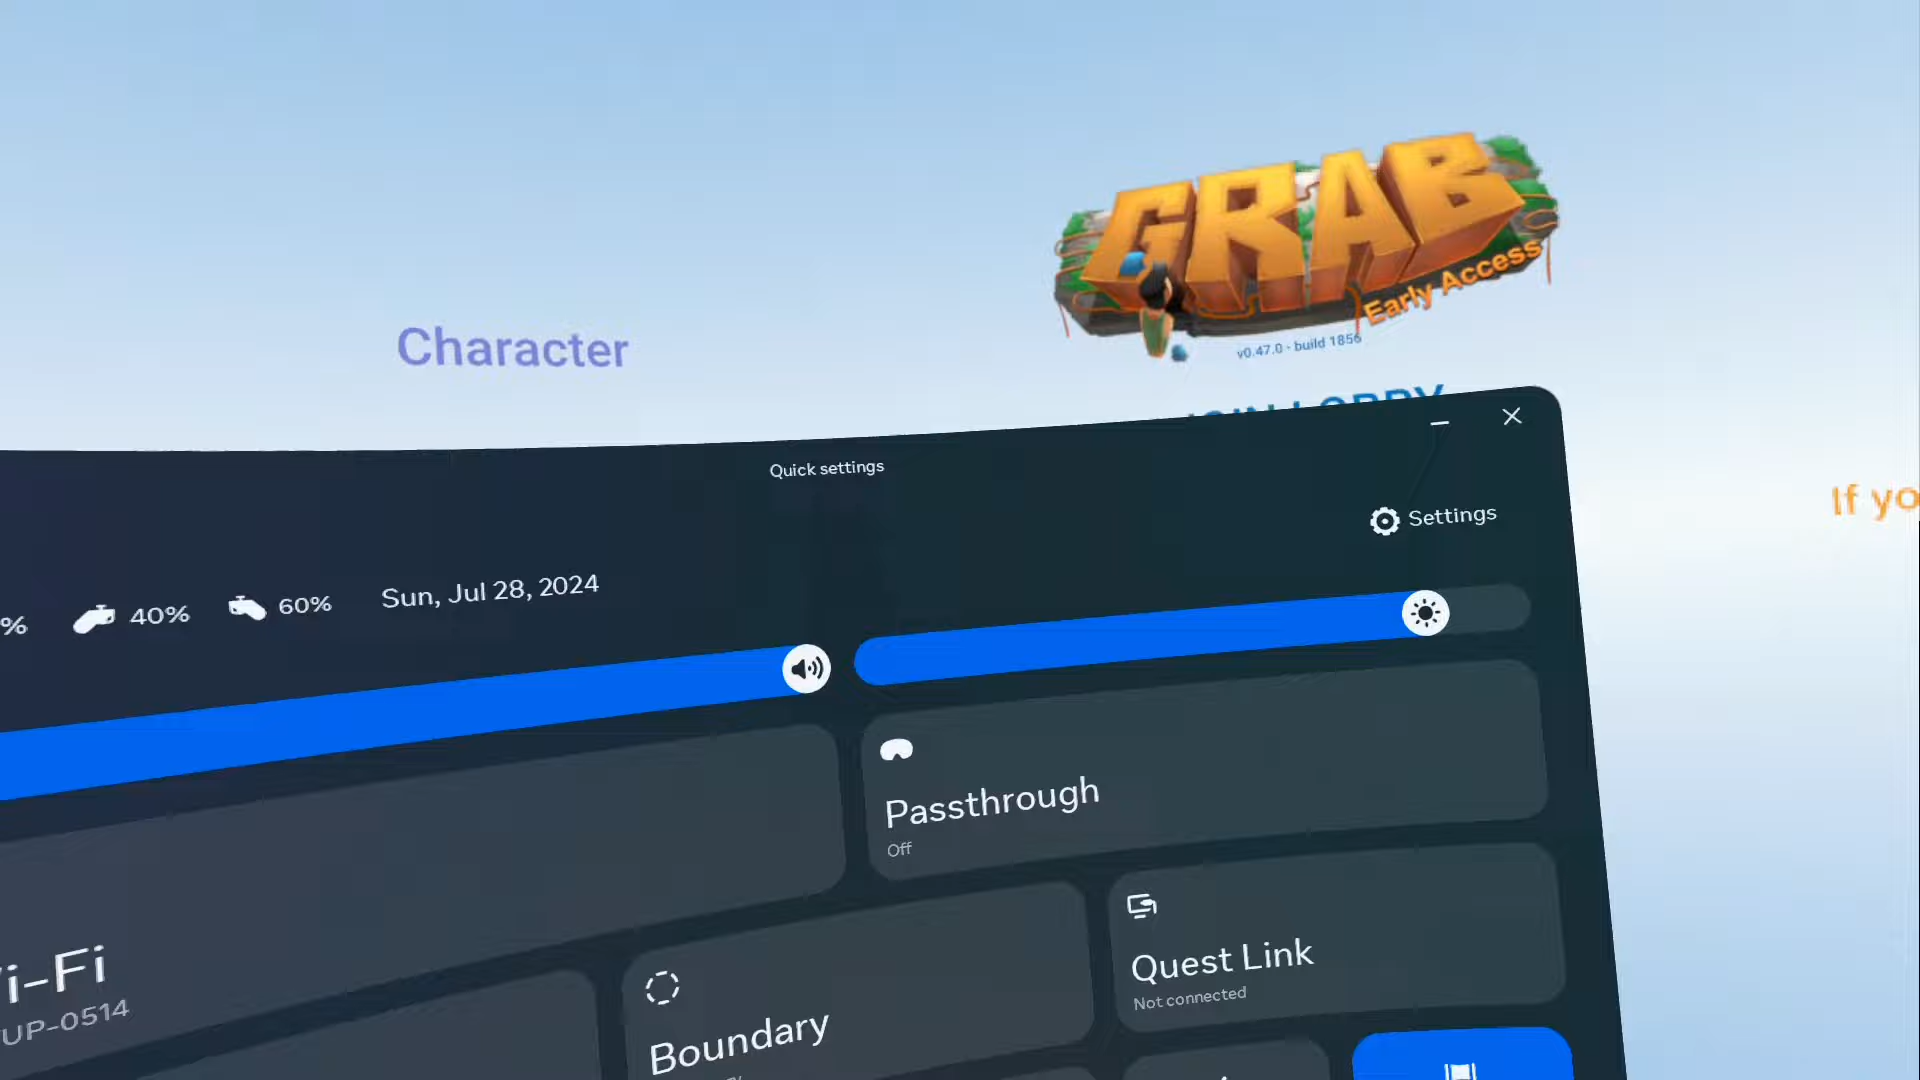 GRAB
Early Access
v0.47.0 - build 1856
Character
Quick settings
If yo
Settings
%
40%
60%
Sun, Jul 28, 2024
Passthrough
Off
i-Fi
UP-0514
Boundary
Quest Link
Not connected